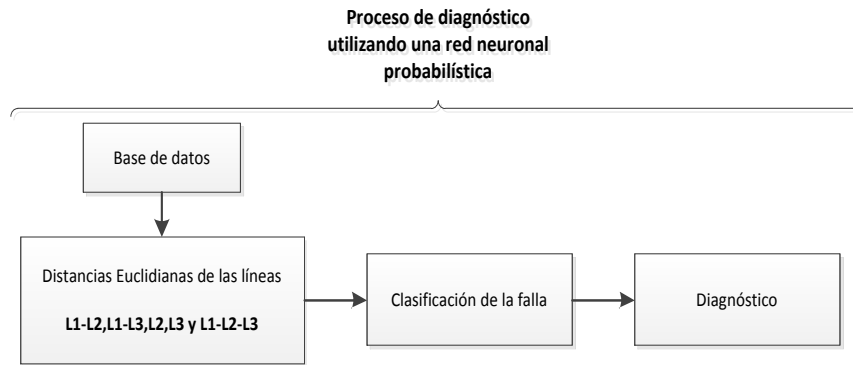 Proceso de diagnóstico
utilizando una red neuronal
probabilística
Base de datos
Distancias Euclidianas de las líneas
L1-L2,L1-L3,L2,L3 y L1-L2-L3
Clasificación de la falla
Diagnóstico